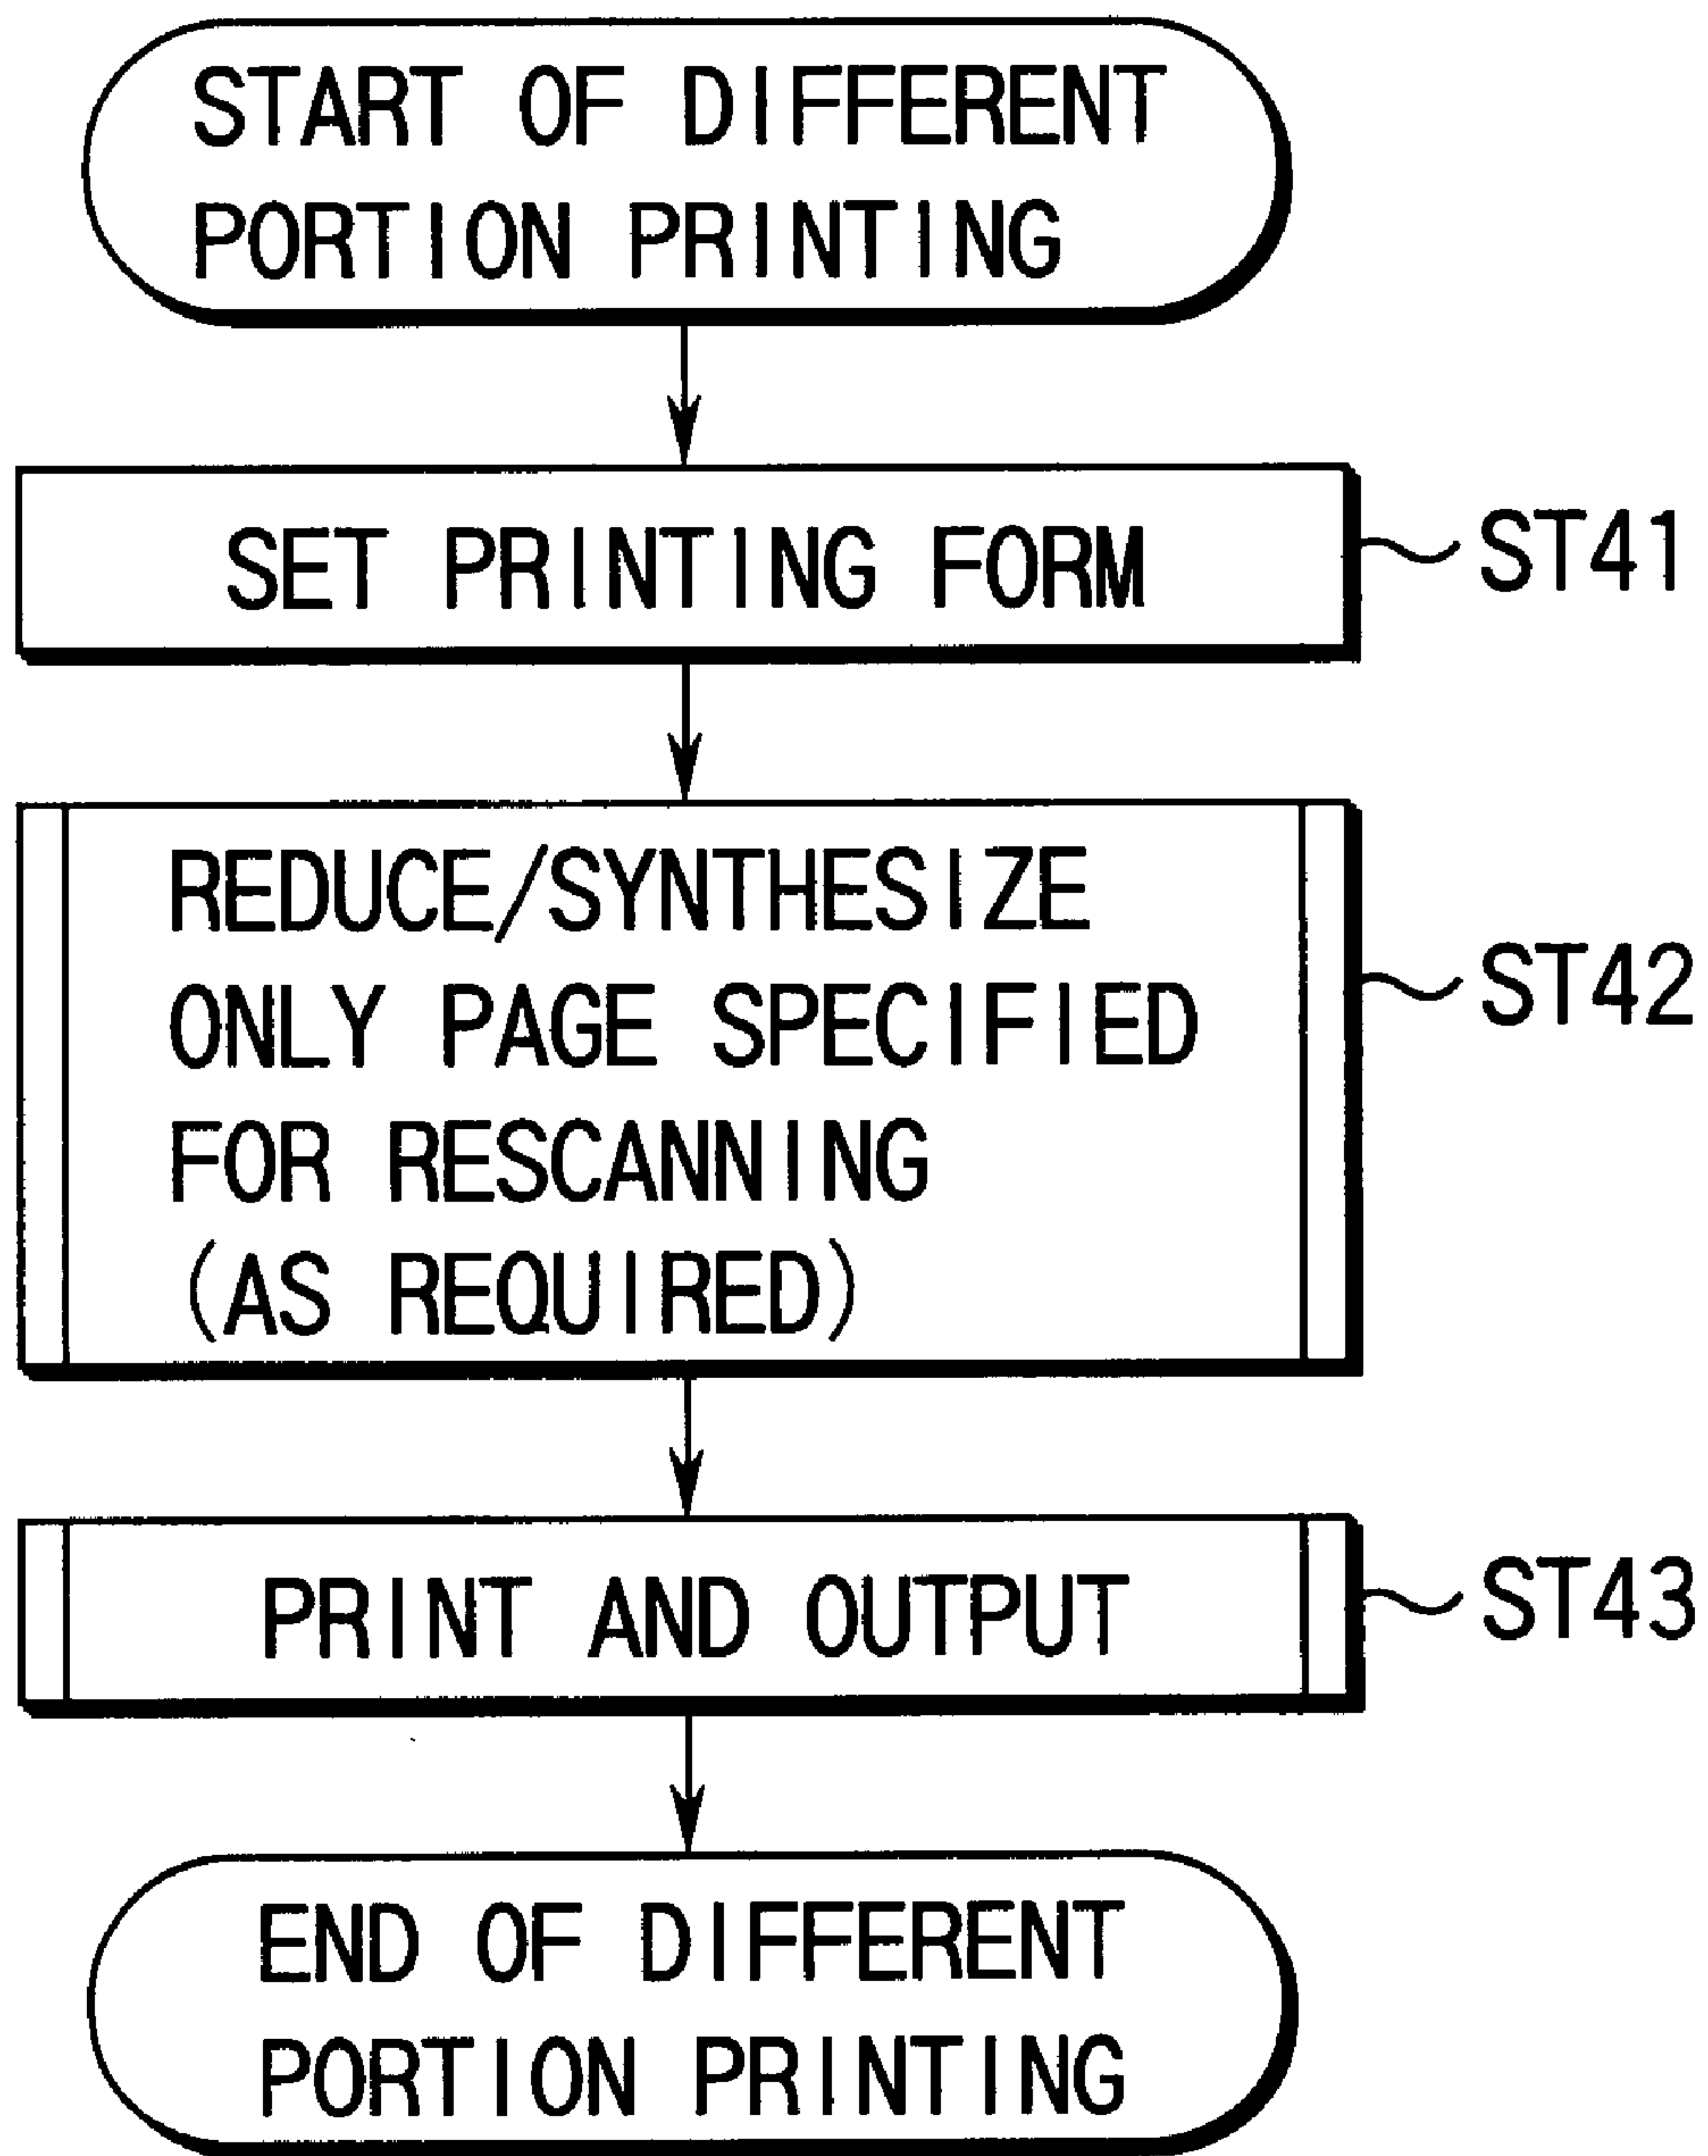 START OF DIFFERENT
PORTION PRINTING
SET PRINTING FORM
ST41
REDUCE/SYNTHESIZE
ONLY PAGE SPECIFIED
FOR RESCANNING
(AS REQUIRED)
ST42
PRINT AND OUTPUT
ST43
END OF DIFFERENT
PORTION PRINTING